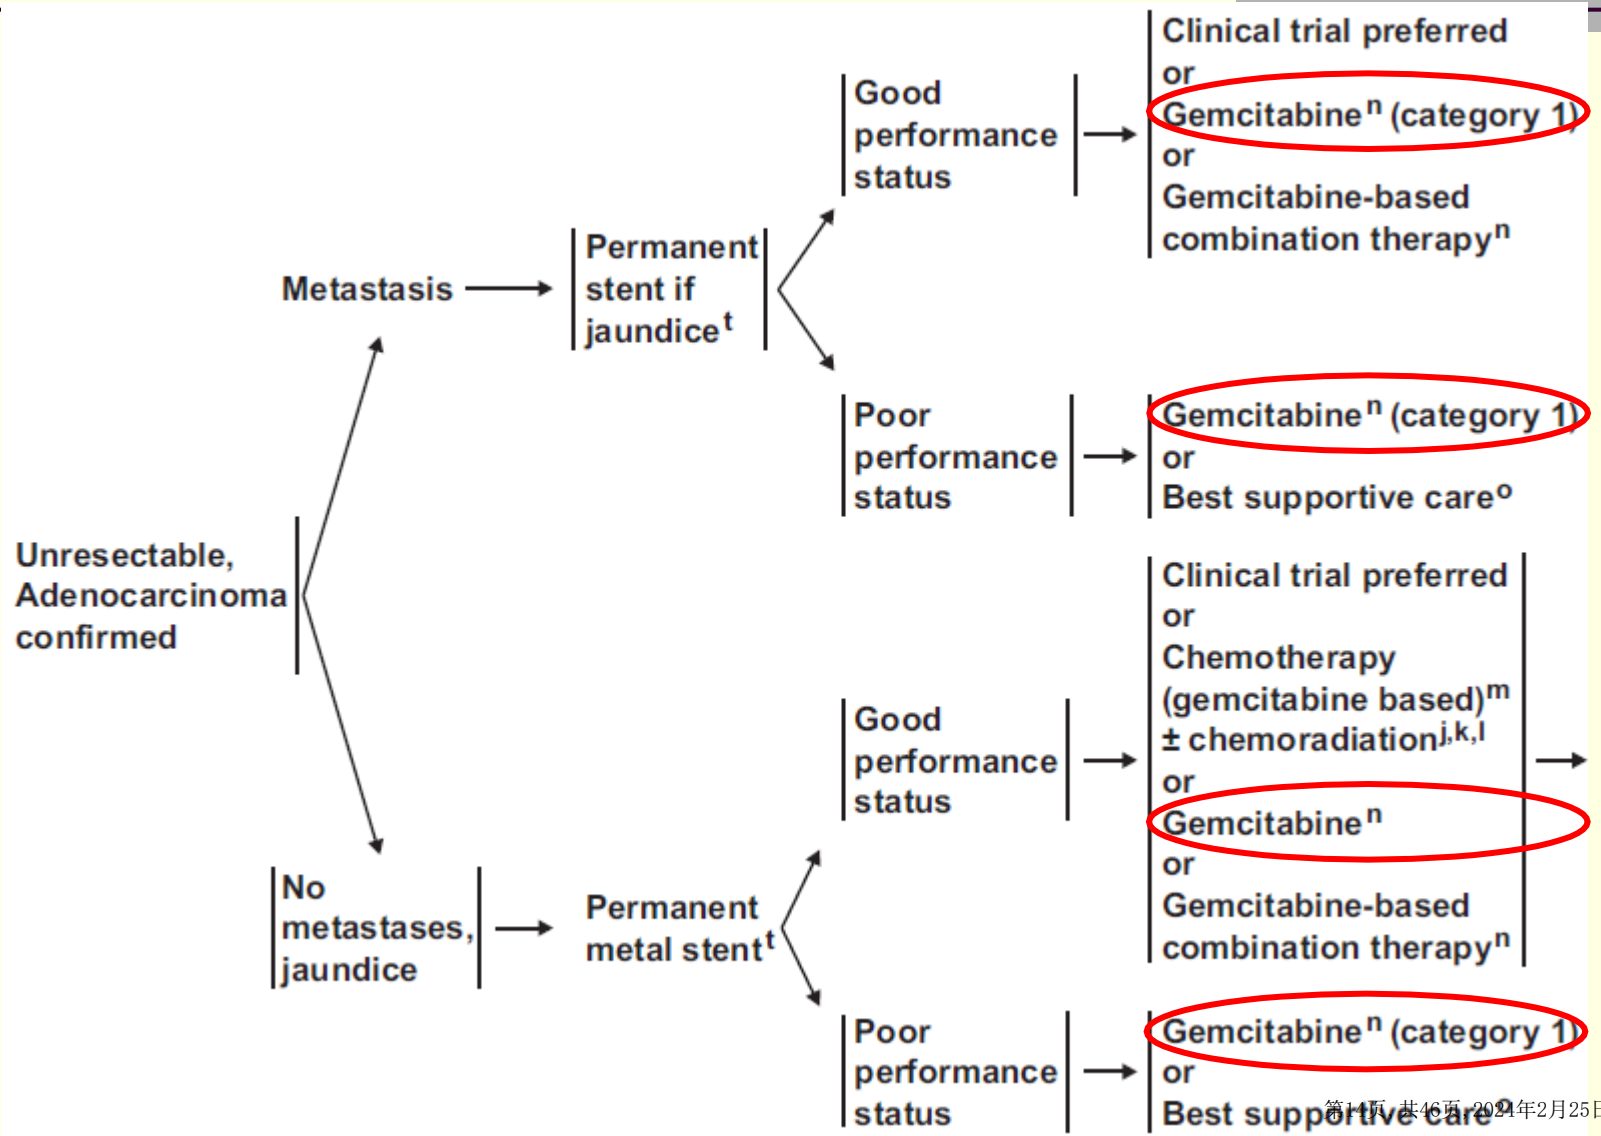 Clinical trial preferred
or
Gemcitabineⁿ (category 1)
or
Gemcitabine-based
combination therapyⁿ
Good
performance
status
Metastasis
Permanent
stent if
jaundiceᵗ
Poor
performance
status
Gemcitabineⁿ (category 1)
or
Best supportive careᵒ
Unresectable,
Adenocarcinoma
confirmed
Clinical trial preferred
or
Chemotherapy
(gemcitabine based)ᵐ
± chemoradiationʲ,ᵏ,ˡ
or
Gemcitabineⁿ
or
Gemcitabine-based
combination therapyⁿ
Good
performance
status
No
metastases,
jaundice
Permanent
metal stentᵗ
Poor
performance
status
Gemcitabineⁿ (category 1)
or
Best supportive careᵒ
第14页, 共46页, 2024年2月25日